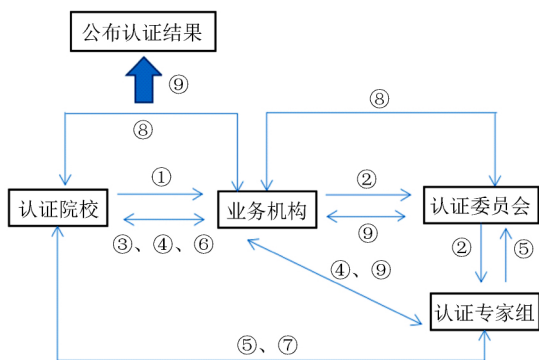 公布认证结果
⑨
⑧
⑧
①
②
认证院校
业务机构
认证委员会
③、④、⑥
⑨
②
⑤
④、⑨
认证专家组
⑤、⑦